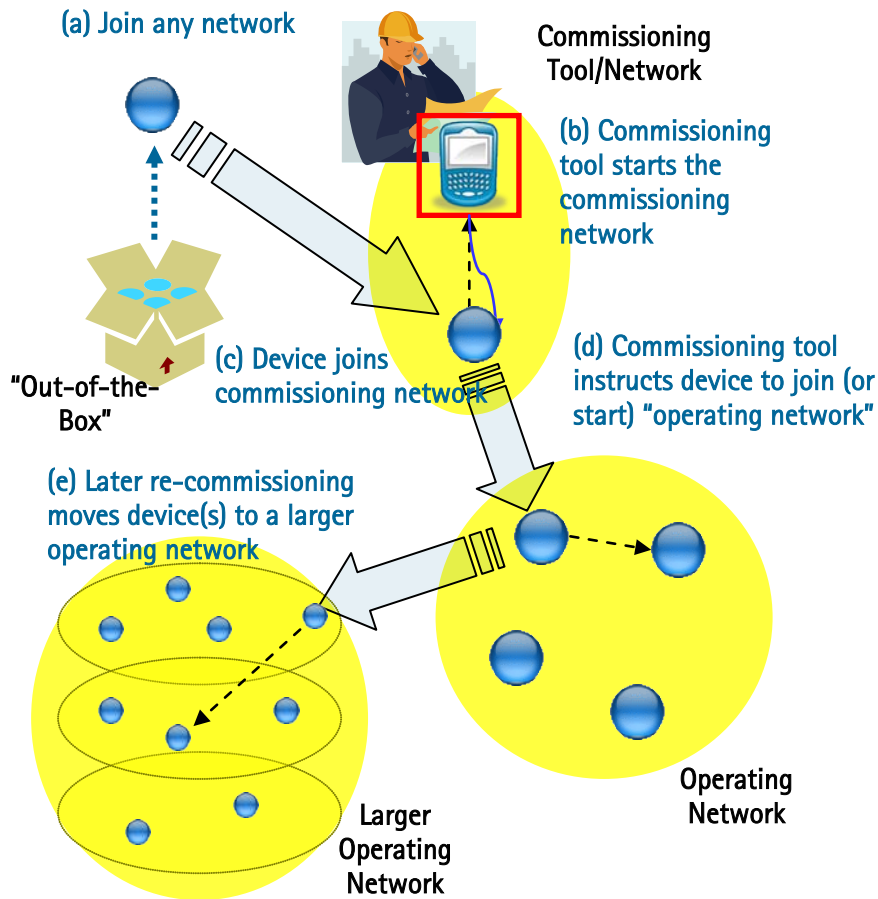 (a) Join any network
Commissioning
Tool/Network
(b) Commissioning
tool starts the
commissioning
network
"Out-of-the-
Box"
(c) Device joins
commissioning network
(d) Commissioning tool
instructs device to join (or
start) "operating network"
(e) Later re-commissioning
moves device(s) to a larger
operating network
Operating
Network
Larger
Operating
Network